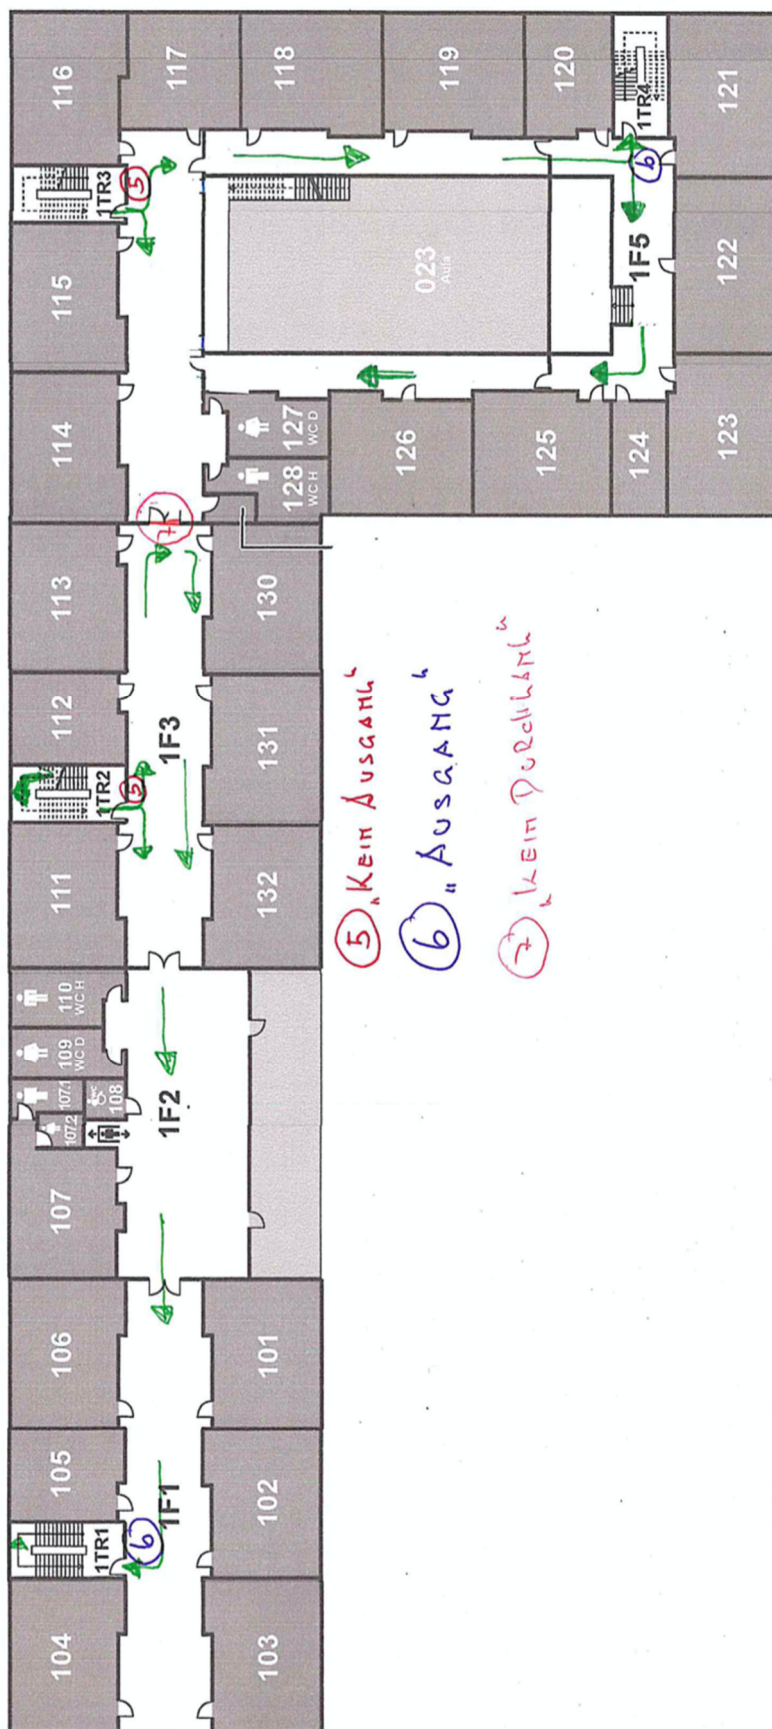 116
117
118
119
120
1TR4
121
1TR3
5
6
115
023
Aula
1F5
122
114
127
WC D
128
WC H
126
125
124
123
7
113
130
112
1F3
131
1TR2
5
111
132
110
WC H
109
WC D
107.1
WC
108
107.2
1F2
107
106
101
105
1F1
102
1TR1
6
104
103
5 „KEIN AUSGANG“
6 „AUSGANG“
7 „KEIN DURCHGANG“